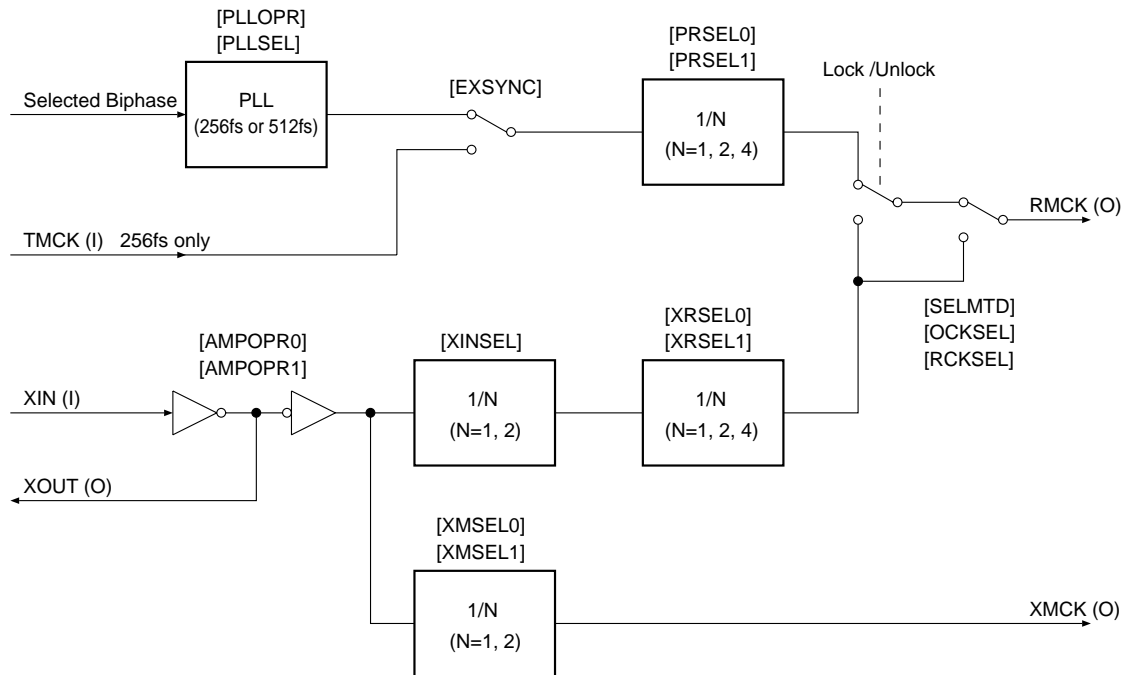 [PLLOPR]
[PLLSEL]
Selected Biphase
PLL
(256fs or 512fs)
[EXSYNC]
[PRSEL0]
[PRSEL1]
1/N
(N=1, 2, 4)
Lock /Unlock
RMCK (O)
TMCK (I) 256fs only
[SELMTD]
[OCKSEL]
[RCKSEL]
[AMPOPR0]
[AMPOPR1]
[XINSEL]
[XRSEL0]
[XRSEL1]
XIN (I)
1/N
(N=1, 2)
1/N
(N=1, 2, 4)
XOUT (O)
[XMSEL0]
[XMSEL1]
1/N
(N=1, 2)
XMCK (O)